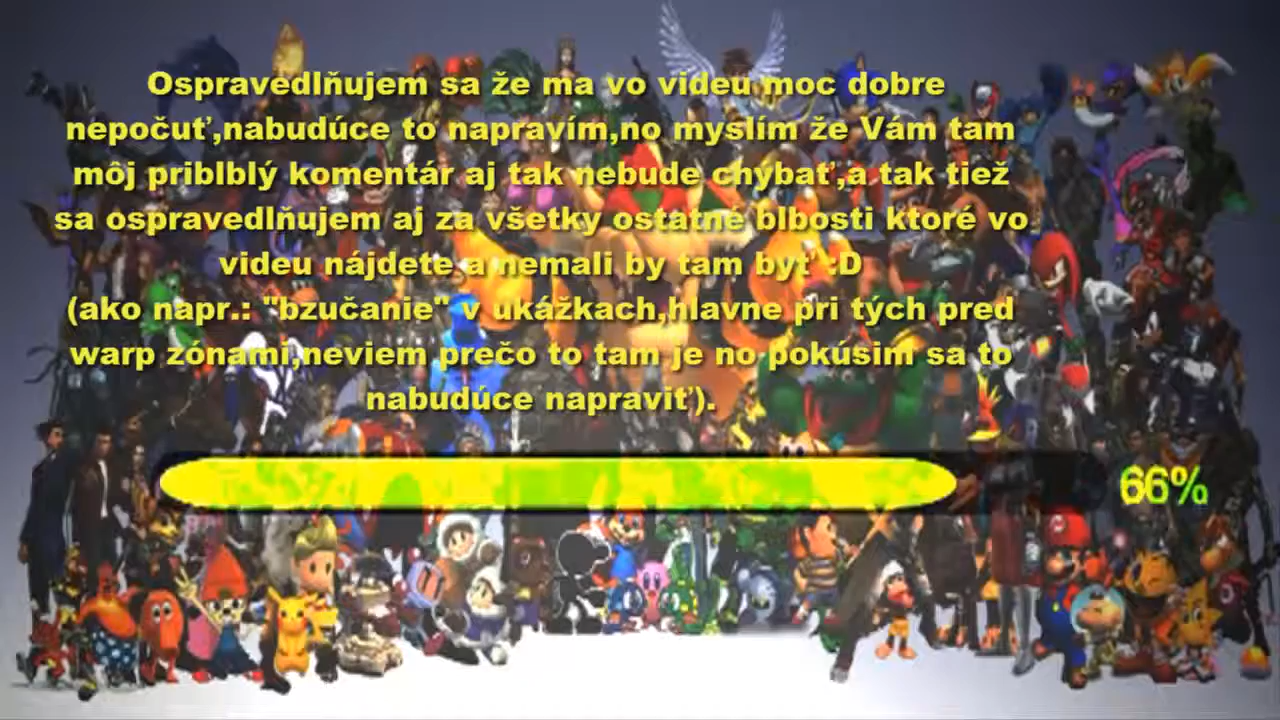 Ospravedlňujem sa že ma vo videu moc dobre
nepočuť,nabudúce to napravím,no myslím že Vám tam
môj priblblý komentár aj tak nebude chýbať,a tak tiež
sa ospravedlňujem aj za všetky ostatné blbosti ktoré vo
videu nájdete a nemali by tam byť :D
(ako napr.: "bzučanie" v ukážkach,hlavne pri tých pred
warp zónami,neviem prečo to tam je no pokúsim sa to
nabudúce napraviť).
66%